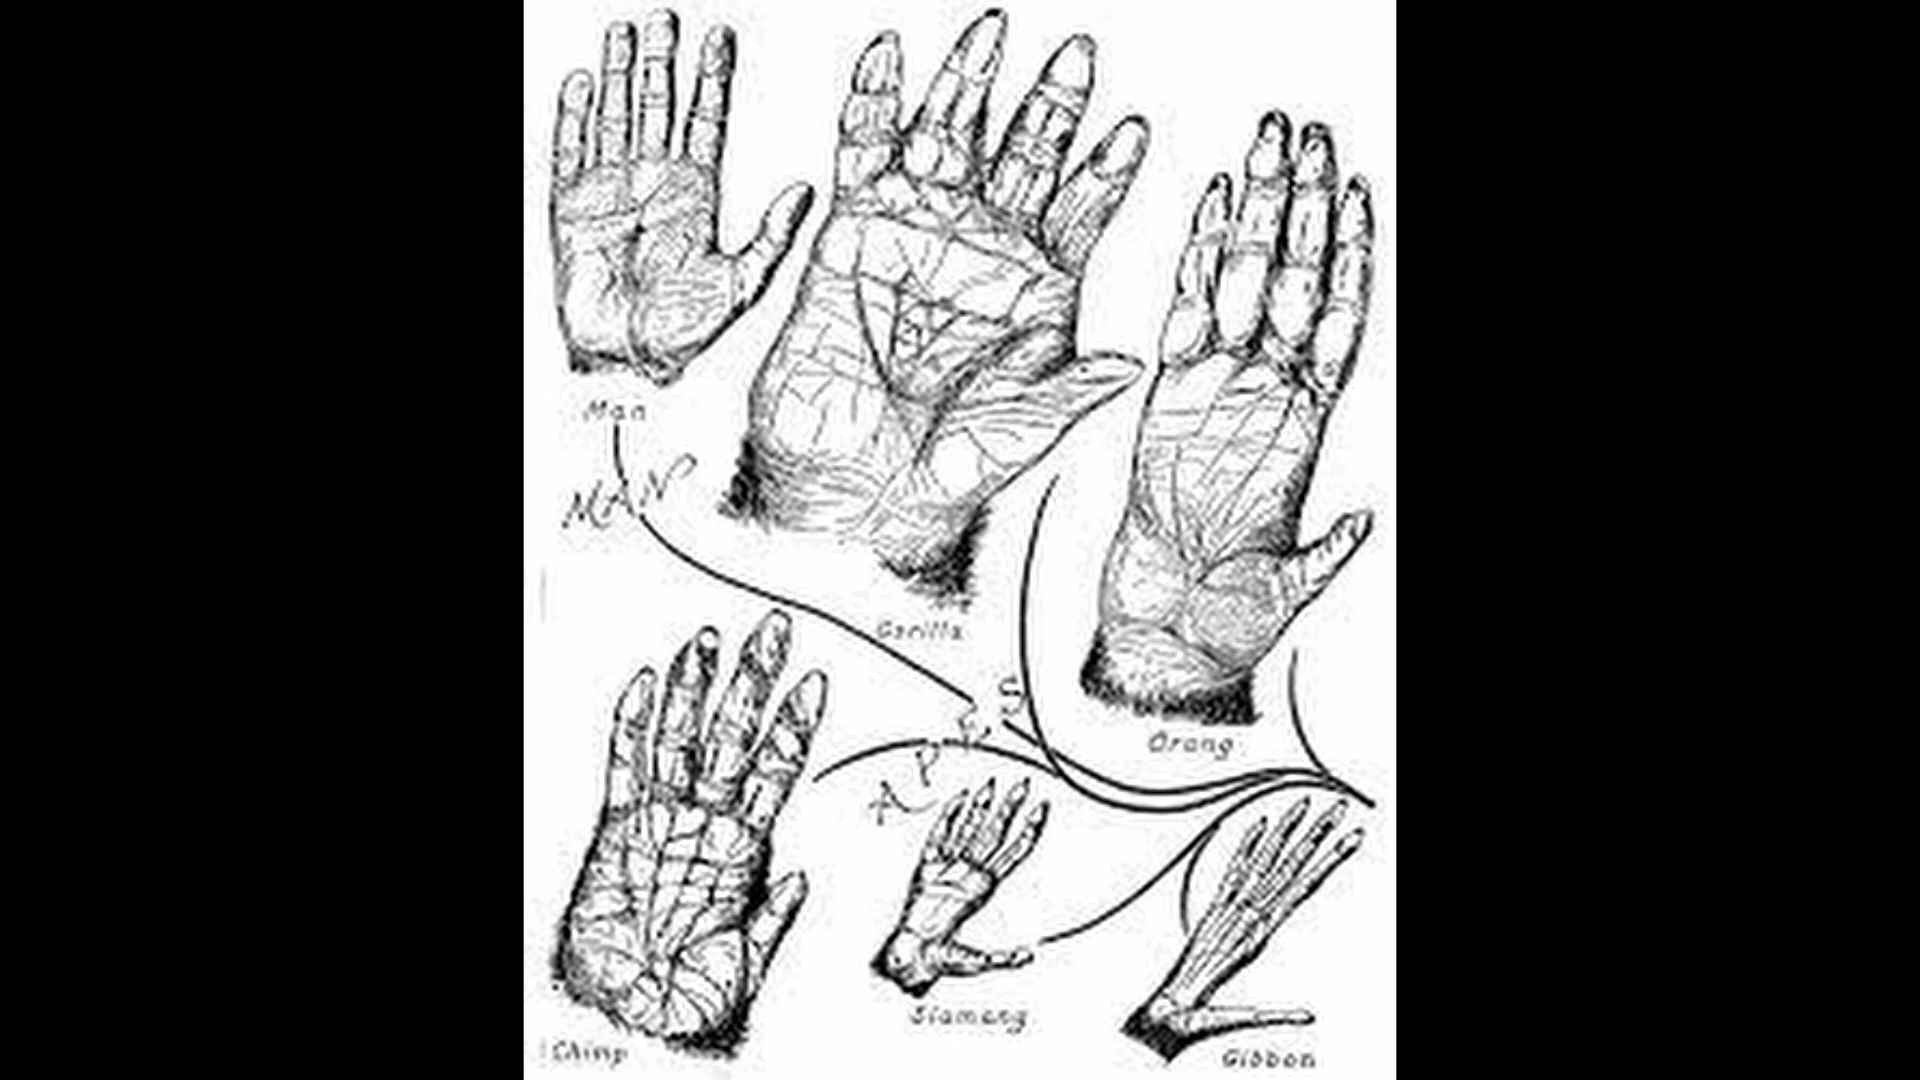 Man
MAN
Gorilla
Orang
APES
Siamang
Chimp
Gibbon